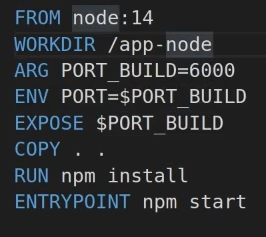 FROM node:14
WORKDIR /app-node
ARG PORT_BUILD=6000
ENV PORT=$PORT_BUILD
EXPOSE $PORT_BUILD
COPY . .
RUN npm install
ENTRYPOINT npm start